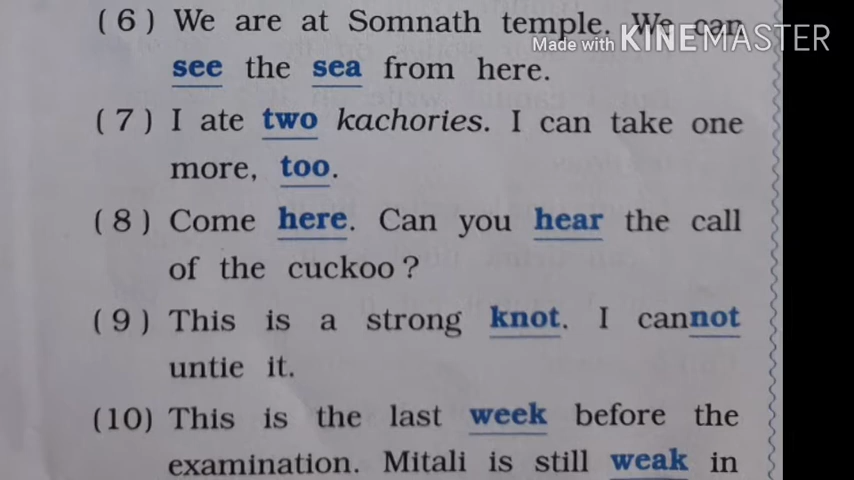 (6) We are at Somnath temple. We can
Made with KINEMASTER
see the sea from here.
(7) I ate two kachories. I can take one
more, too.
(8) Come here. Can you hear the call
of the cuckoo?
(9) This is a strong knot. I cannot
untie it.
(10) This is the last week before the
examination. Mitali is still weak in